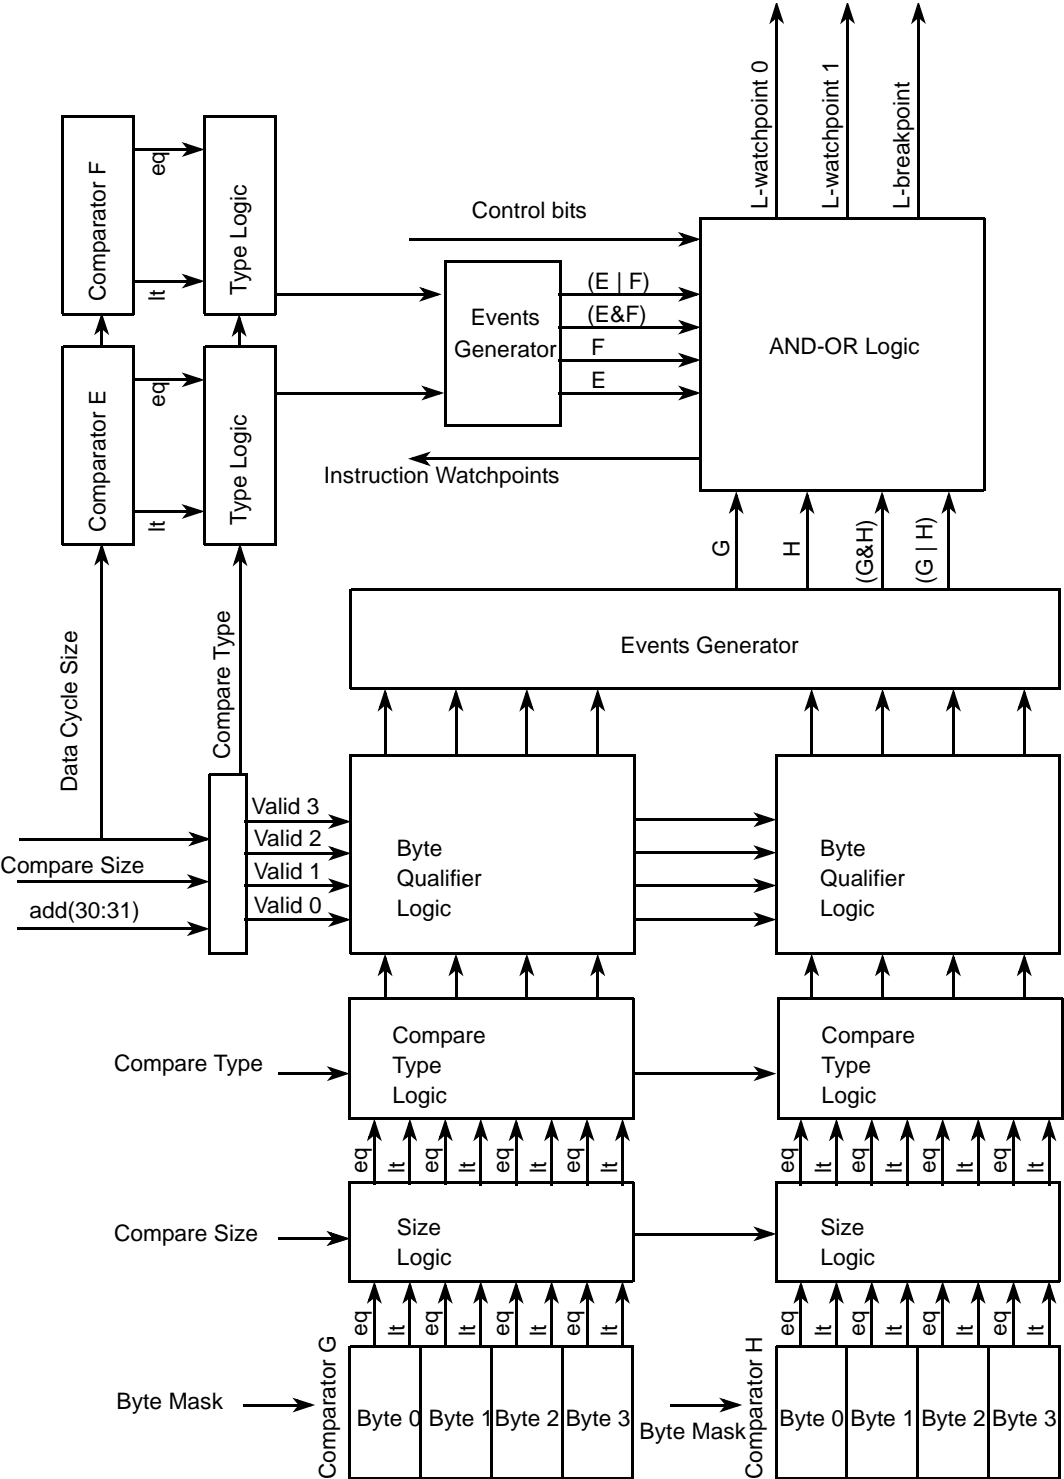 L-watchpoint 0
L-watchpoint 1
L-breakpoint
Comparator F
eq
lt
Type Logic
Control bits
Events
Generator
(E | F)
(E&F)
F
E
AND-OR Logic
Comparator E
eq
lt
Type Logic
Instruction Watchpoints
G
H
(G&H)
(G | H)
Data Cycle Size
Compare Type
Events Generator
Compare Size
add(30:31)
Valid 3
Valid 2
Valid 1
Valid 0
Byte
Qualifier
Logic
Byte
Qualifier
Logic
Compare Type
Compare
Type
Logic
Compare
Type
Logic
eq
lt
eq
lt
eq
lt
eq
lt
eq
lt
eq
lt
eq
lt
eq
lt
Compare Size
Size
Logic
Size
Logic
eq
lt
eq
lt
eq
lt
eq
lt
eq
lt
eq
lt
eq
lt
eq
lt
Byte Mask
Comparator G
Byte 0
Byte 1
Byte 2
Byte 3
Byte Mask
Comparator H
Byte 0
Byte 1
Byte 2
Byte 3